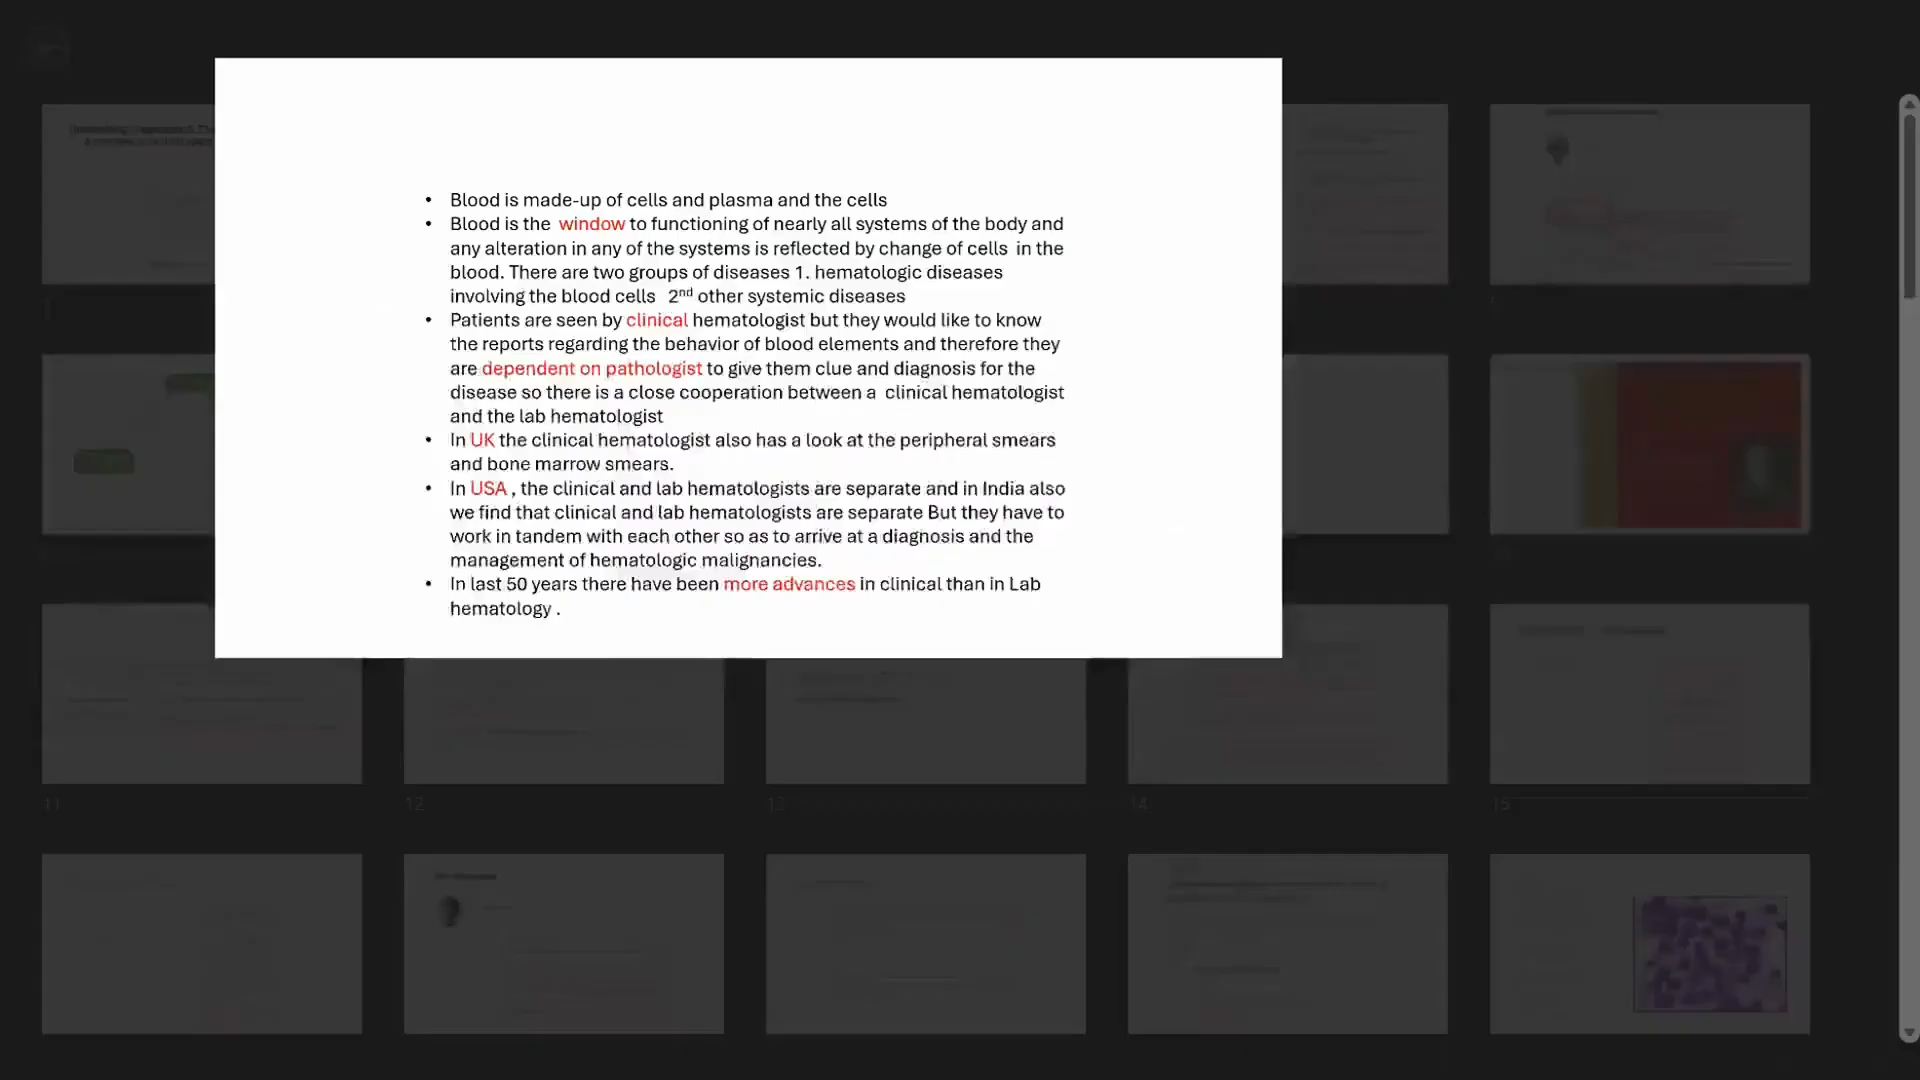 • Blood is made-up of cells and plasma and the cells
• Blood is the window to functioning of nearly all systems of the body and
any alteration in any of the systems is reflected by change of cells in the
blood. There are two groups of diseases 1. hematologic diseases
involving the blood cells 2nd other systemic diseases
• Patients are seen by clinical hematologist but they would like to know
the reports regarding the behavior of blood elements and therefore they
are dependent on pathologist to give them clue and diagnosis for the
disease so there is a close cooperation between a clinical hematologist
and the lab hematologist
• In UK the clinical hematologist also has a look at the peripheral smears
and bone marrow smears.
• In USA , the clinical and lab hematologists are separate and in India also
we find that clinical and lab hematologists are separate But they have to
work in tandem with each other so as to arrive at a diagnosis and the
management of hematologic malignancies.
• In last 50 years there have been more advances in clinical than in Lab
hematology .
11
12
13
14
15